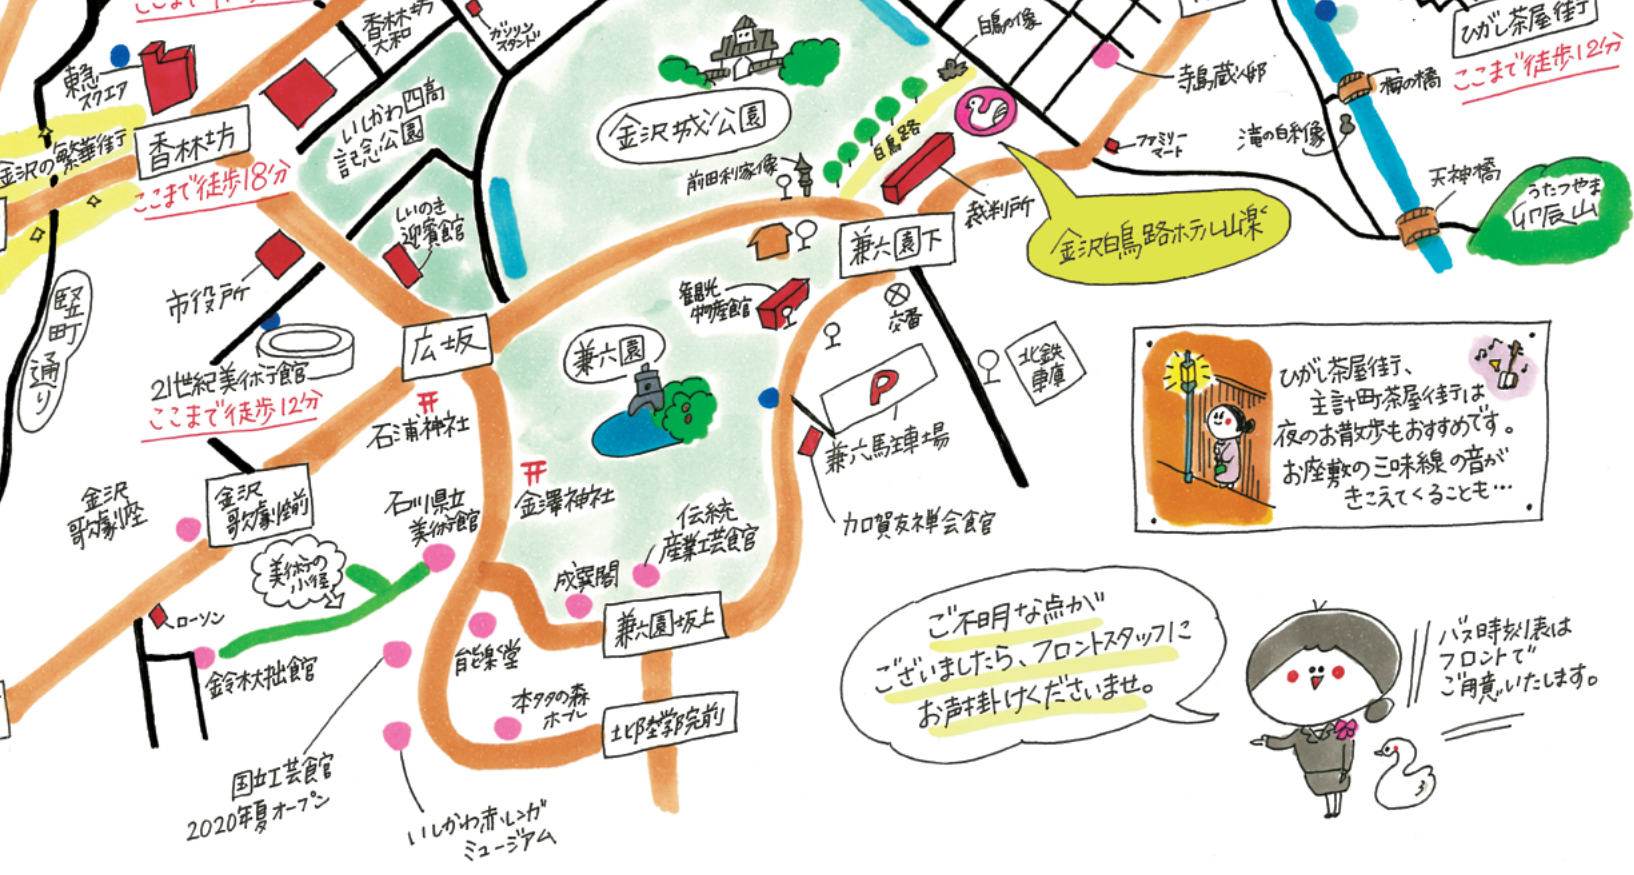 香林坊
大和
ガソリン
スタンド
白鳥の像
ひがし茶屋街
ここまで徒歩12分
東急
スクエア
いしかわ四高
記念公園
金沢城公園
寺島蔵人邸
梅の橋
金沢の繁華街
香林坊
ここまで徒歩18分
白鳥路
ファミリー
マート
滝の白糸像
天神橋
うたつやま
卯辰山
前田利家像
裁判所
しいのき
迎賓館
兼六園下
金沢白鳥路ホテル山楽
市役所
観光
物産館
交番
竪町通り
広坂
兼六園
北鉄
車庫
21世紀美術館
ここまで徒歩12分
P
石浦神社
兼六駐車場
ひがし茶屋街、
主計町茶屋街は
夜のお散歩もおすすめです。
お座敷の三味線の音が
きこえてくることも…
金沢
歌劇座
金沢
歌劇座前
石川県立
美術館
金澤神社
伝統
産業工芸館
加賀友禅会館
美術の
小径
成巽閣
ローソン
兼六園坂上
鈴木大拙館
能楽堂
本多の森
ホール
北陸学院前
国立工芸館
2020年夏オープン
いしかわ赤レンガ
ミュージアム
ご不明な点が
ございましたら、フロントスタッフに
お声掛けくださいませ。
バス時刻表は
フロントで
ご用意いたします。